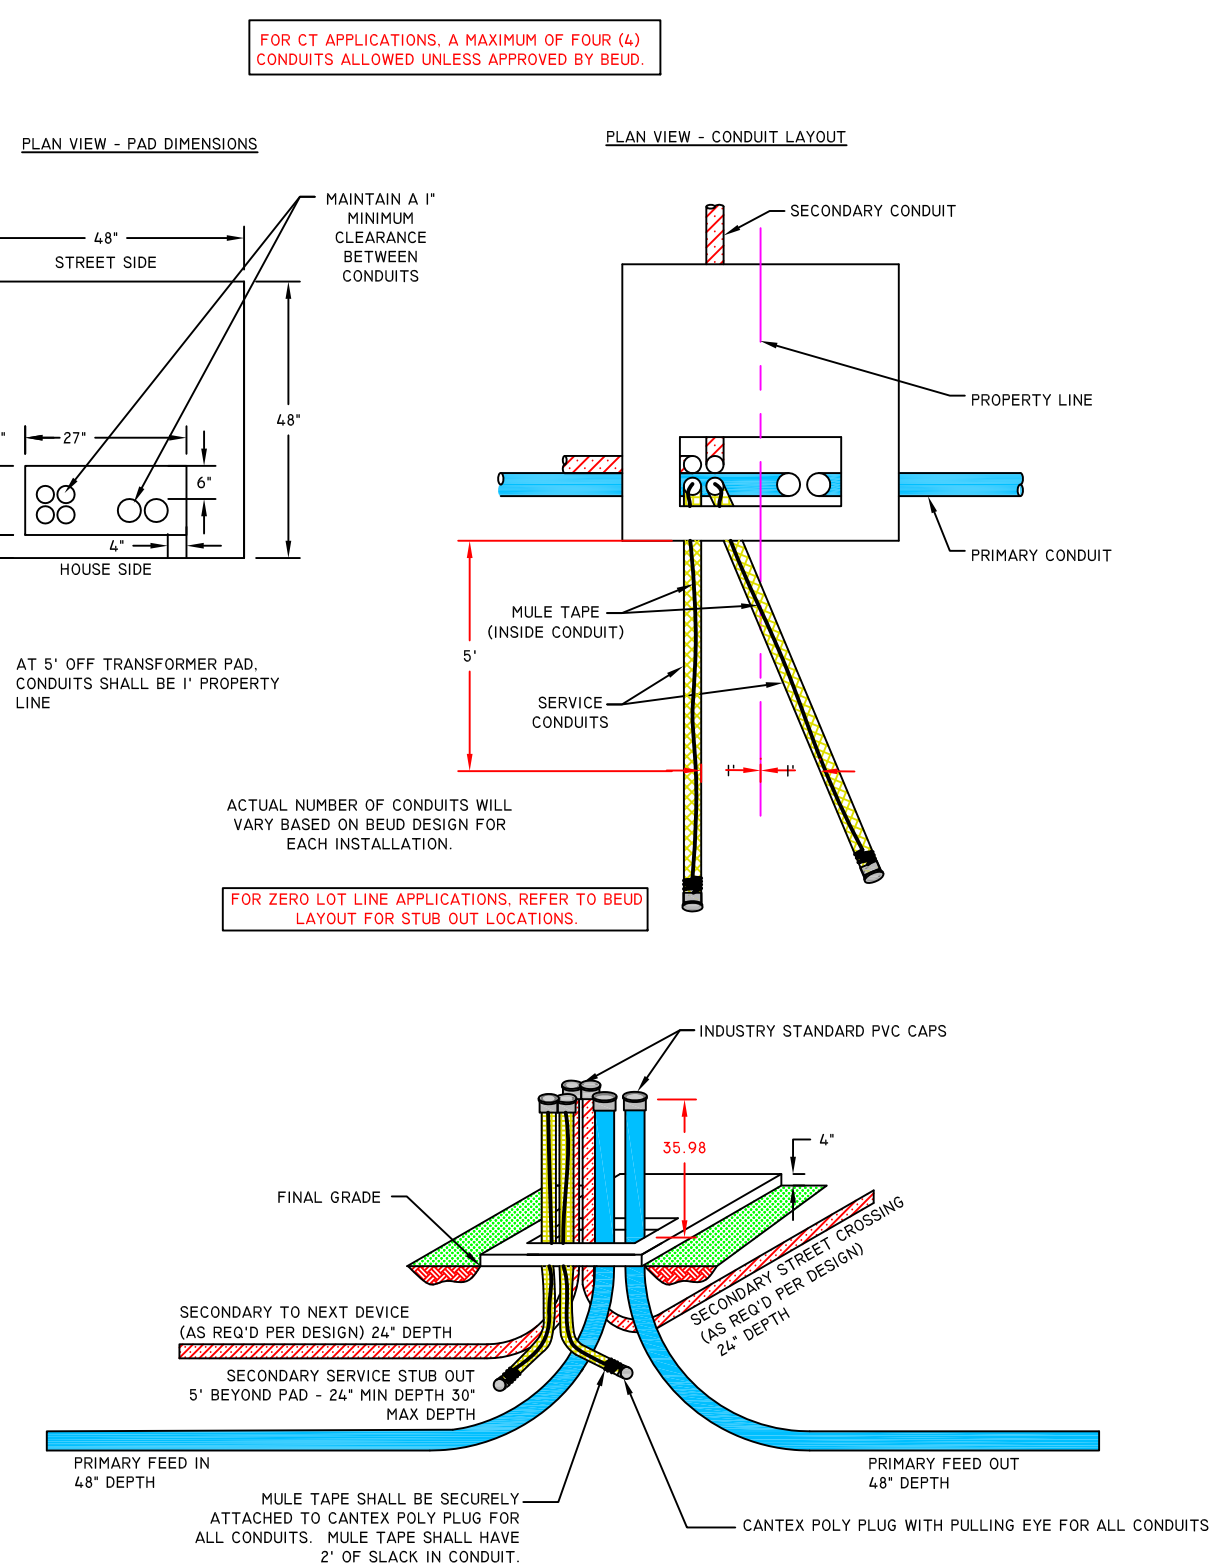 FOR CT APPLICATIONS, A MAXIMUM OF FOUR (4)
CONDUITS ALLOWED UNLESS APPROVED BY BEUD.
PLAN VIEW - PAD DIMENSIONS
PLAN VIEW - CONDUIT LAYOUT
MAINTAIN A 1"
MINIMUM
CLEARANCE
BETWEEN
CONDUITS
48"
STREET SIDE
48"
"
27"
6"
4"
HOUSE SIDE
SECONDARY CONDUIT
PROPERTY LINE
PRIMARY CONDUIT
MULE TAPE
(INSIDE CONDUIT)
5'
SERVICE
CONDUITS
1'
1'
AT 5' OFF TRANSFORMER PAD,
CONDUITS SHALL BE 1' PROPERTY
LINE
ACTUAL NUMBER OF CONDUITS WILL
VARY BASED ON BEUD DESIGN FOR
EACH INSTALLATION.
FOR ZERO LOT LINE APPLICATIONS, REFER TO BEUD
LAYOUT FOR STUB OUT LOCATIONS.
INDUSTRY STANDARD PVC CAPS
35.98
4"
FINAL GRADE
SECONDARY STREET CROSSING
(AS REQ'D PER DESIGN)
24" DEPTH
SECONDARY TO NEXT DEVICE
(AS REQ'D PER DESIGN) 24" DEPTH
SECONDARY SERVICE STUB OUT
5' BEYOND PAD - 24" MIN DEPTH 30"
MAX DEPTH
PRIMARY FEED IN
48" DEPTH
PRIMARY FEED OUT
48" DEPTH
MULE TAPE SHALL BE SECURELY
ATTACHED TO CANTEX POLY PLUG FOR
ALL CONDUITS. MULE TAPE SHALL HAVE
2' OF SLACK IN CONDUIT.
CANTEX POLY PLUG WITH PULLING EYE FOR ALL CONDUITS